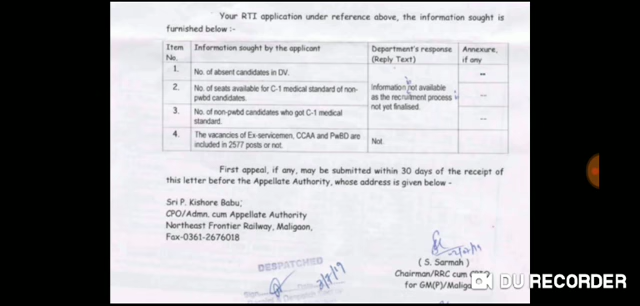 Your RTI application under reference above, the information sought is
furnished below :-
Item No. Information sought by the applicant Department's response (Reply Text) Annexure, if any
1. No. of absent candidates in DV. --
2. No. of seats available for C-1 medical standard of non-
pwbd candidates. Information not available
as the recruitment process is
not yet finalised. ---
3. No. of non-pwbd candidates who got C-1 medical
standard. ---
4. The vacancies of Ex-servicemen, CCAA and PwBD are
included in 2577 posts or not. Not.
First appeal, if any, may be submitted within 30 days of the receipt of
this letter before the Appellate Authority, whose address is given below -
Sri P. Kishore Babu,
CPO/Admn. cum Appellate Authority
Northeast Frontier Railway, Maligaon,
Fax-0361-2676018
DESPATCHED
( S. Sarmah )
Chairman/RRC cum
for GM(P)/Maliga
DU RECORDER